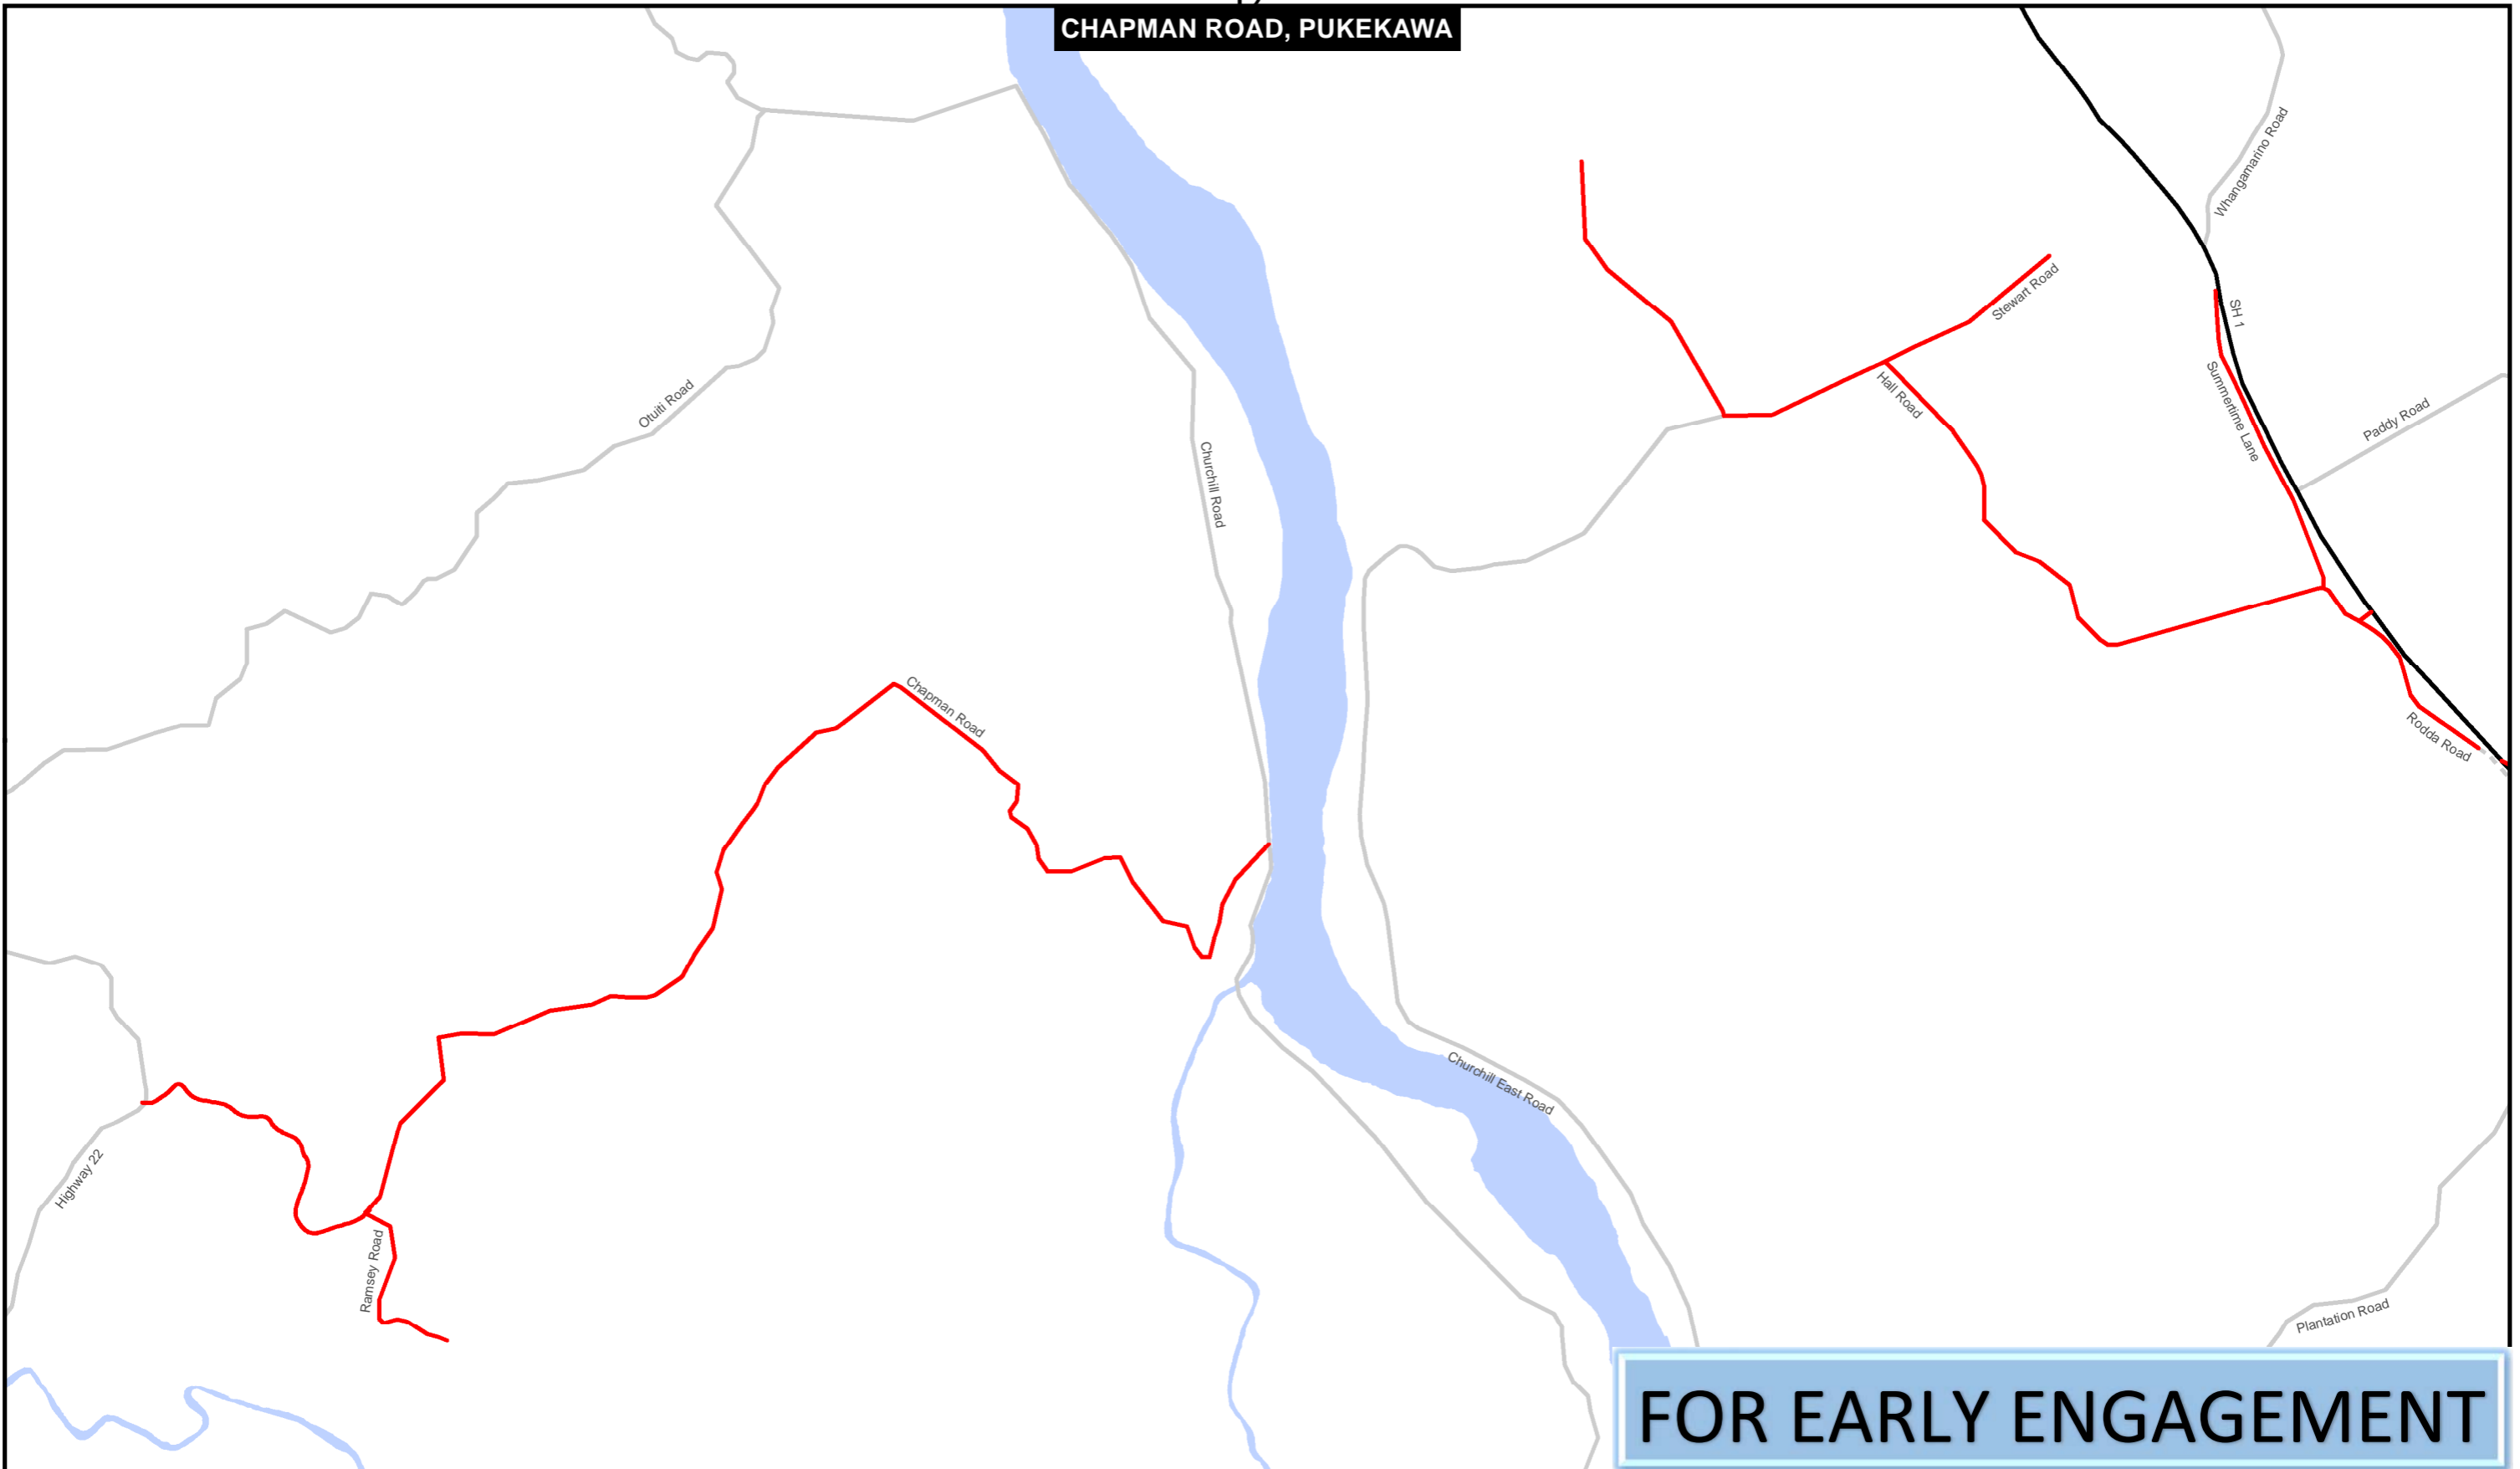 CHAPMAN ROAD, PUKEKAWA
Whangamarino Road
Stewart Road
SH 1
Otuiti Road
Hall Road
Summertime Lane
Paddy Road
Churchill Road
Chapman Road
Rodda Road
Churchill East Road
Highway 22
Ramsey Road
Plantation Road
FOR EARLY ENGAGEMENT